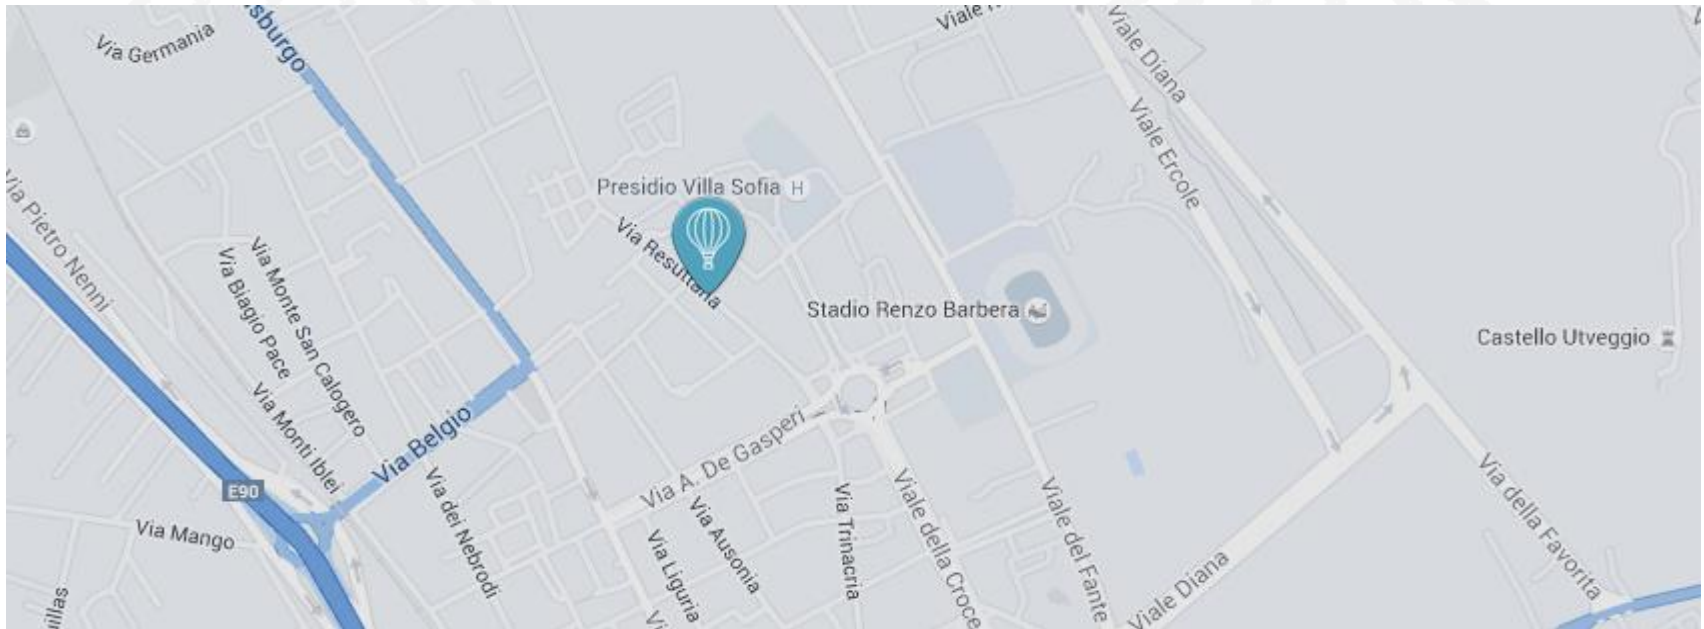 sburgo
Via Germania
Viale Diana
Viale Ercole
Via Pietro Nenni
Presidio Villa Sofia H
Via Resuttana
Via Monte San Calogero
Via Biagio Pace
Stadio Renzo Barbera
Castello Utveggio
Via Monti Iblei
Via Belgio
Via A. De Gasperi
E90
Via Mango
Via dei Nebrodi
Via Ausonia
Via Liguria
Via Trinacria
Viale della Croce
Viale del Fante
Via della Favorita
Viale Diana
uillas